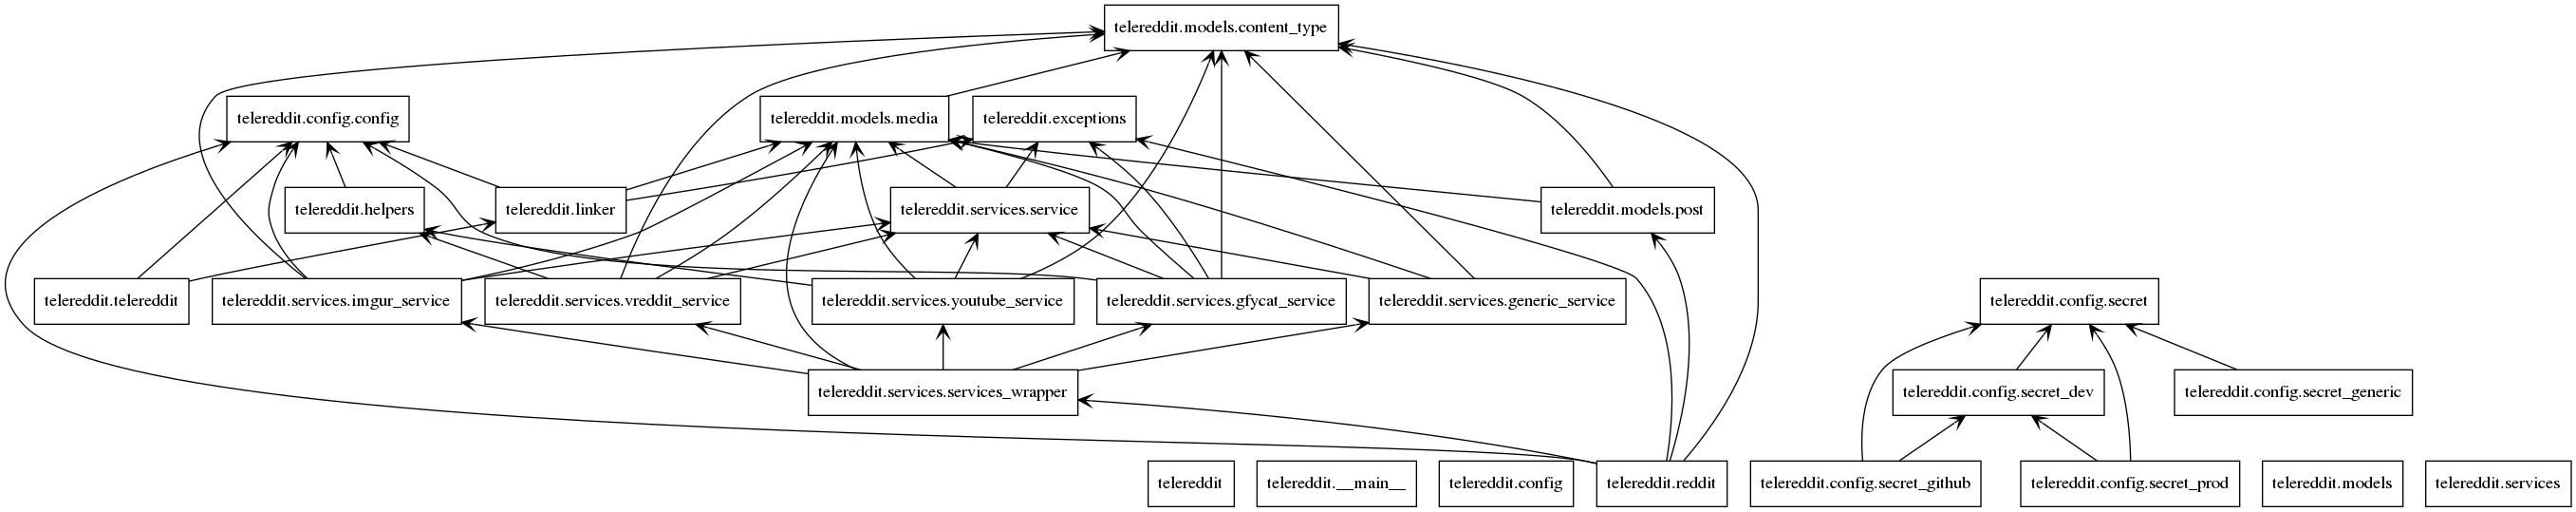 telereddit.models.content_type
telereddit.config.config
telereddit.models.media
telereddit.exceptions
telereddit.helpers
telereddit.linker
telereddit.services.service
telereddit.models.post
telereddit.telereddit
telereddit.services.imgur_service
telereddit.services.vreddit_service
telereddit.services.youtube_service
telereddit.services.gfycat_service
telereddit.services.generic_service
telereddit.config.secret
telereddit.services.services_wrapper
telereddit.config.secret_dev
telereddit.config.secret_generic
telereddit
telereddit.__main__
telereddit.config
telereddit.reddit
telereddit.config.secret_github
telereddit.config.secret_prod
telereddit.models
telereddit.services